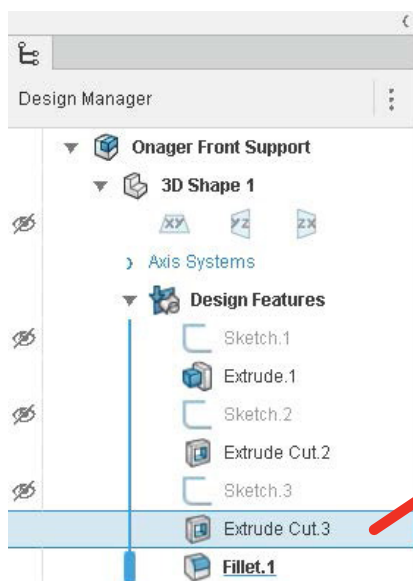 Design Manager
Onager Front Support
3D Shape 1
XY YZ ZX
Axis Systems
Design Features
Sketch.1
Extrude.1
Sketch.2
Extrude Cut.2
Sketch.3
Extrude Cut.3
Fillet.1